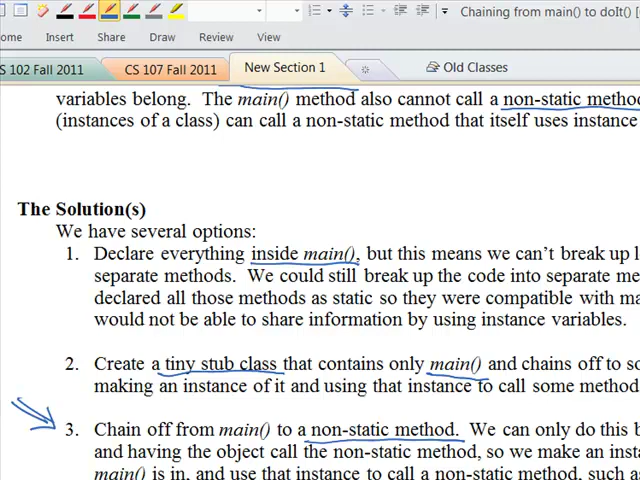 Chaining from main() to doIt()
ome Insert Share Draw Review View
S 102 Fall 2011 CS 107 Fall 2011 New Section 1 Old Classes
variables belong. The main() method also cannot call a non-static metho
(instances of a class) can call a non-static method that itself uses instance
The Solution(s)
We have several options:
1. Declare everything inside main(), but this means we can't break up l
separate methods. We could still break up the code into separate me
declared all those methods as static so they were compatible with ma
would not be able to share information by using instance variables.
2. Create a tiny stub class that contains only main() and chains off to so
making an instance of it and using that instance to call some method
3. Chain off from main() to a non-static method. We can only do this b
and having the object call the non-static method, so we make an insta
main() is in, and use that instance to call a non-static method, such as